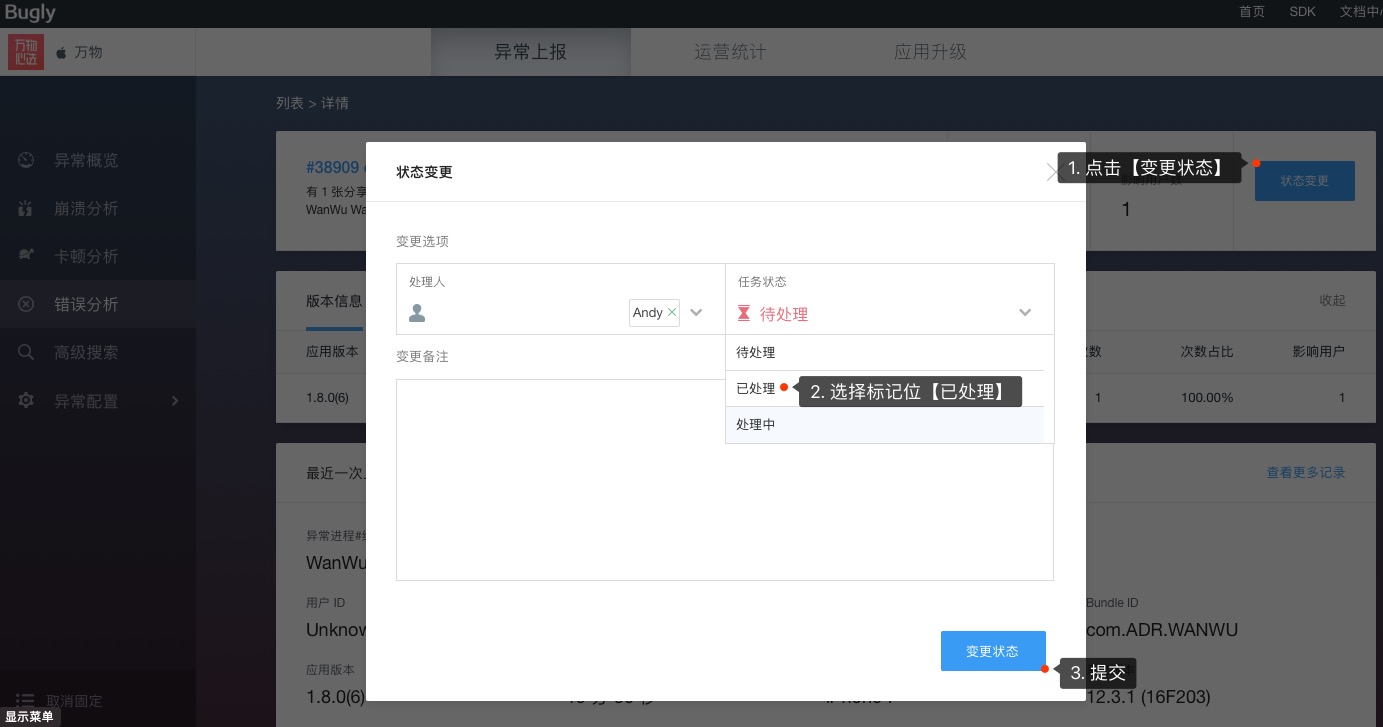 Bugly
首页 SDK 文档中
万物心选
万物
异常上报 运营统计 应用升级
列表 > 详情
异常概览
崩溃分析
卡顿分析
错误分析
高级搜索
异常配置
取消固定
显示菜单
#38909
有 1 张分享
WanWu Wa
1
状态变更
1. 点击【变更状态】
版本信息
收起
应用版本
次数占比 影响用户
1.8.0(6)
1 100.00% 1
最近一次
查看更多记录
异常进程#
WanWu
用户 ID
Unknow
Bundle ID
com.ADR.WANWU
应用版本
1.8.0(6)
12.3.1 (16F203)
状态变更
变更选项
处理人
Andy
任务状态
待处理
待处理
已处理
2. 选择标记位【已处理】
处理中
变更备注
变更状态
3. 提交